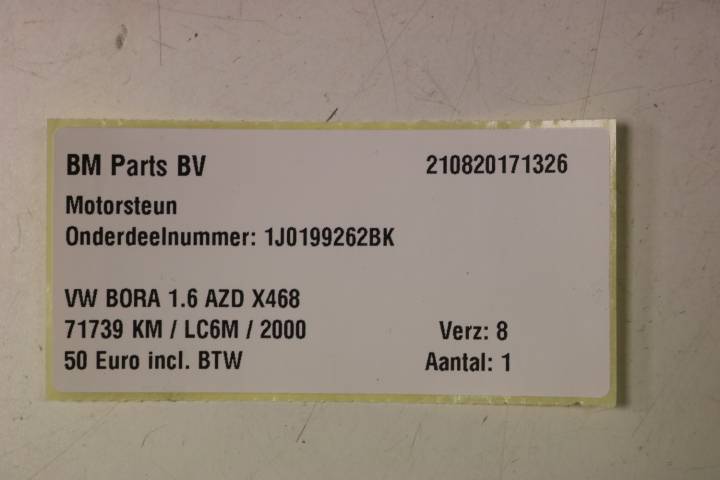 BM Parts BV 210820171326
Motorsteun
Onderdeelnummer: 1J0199262BK
VW BORA 1.6 AZD X468
71739 KM / LC6M / 2000 Verz: 8
50 Euro incl. BTW Aantal: 1